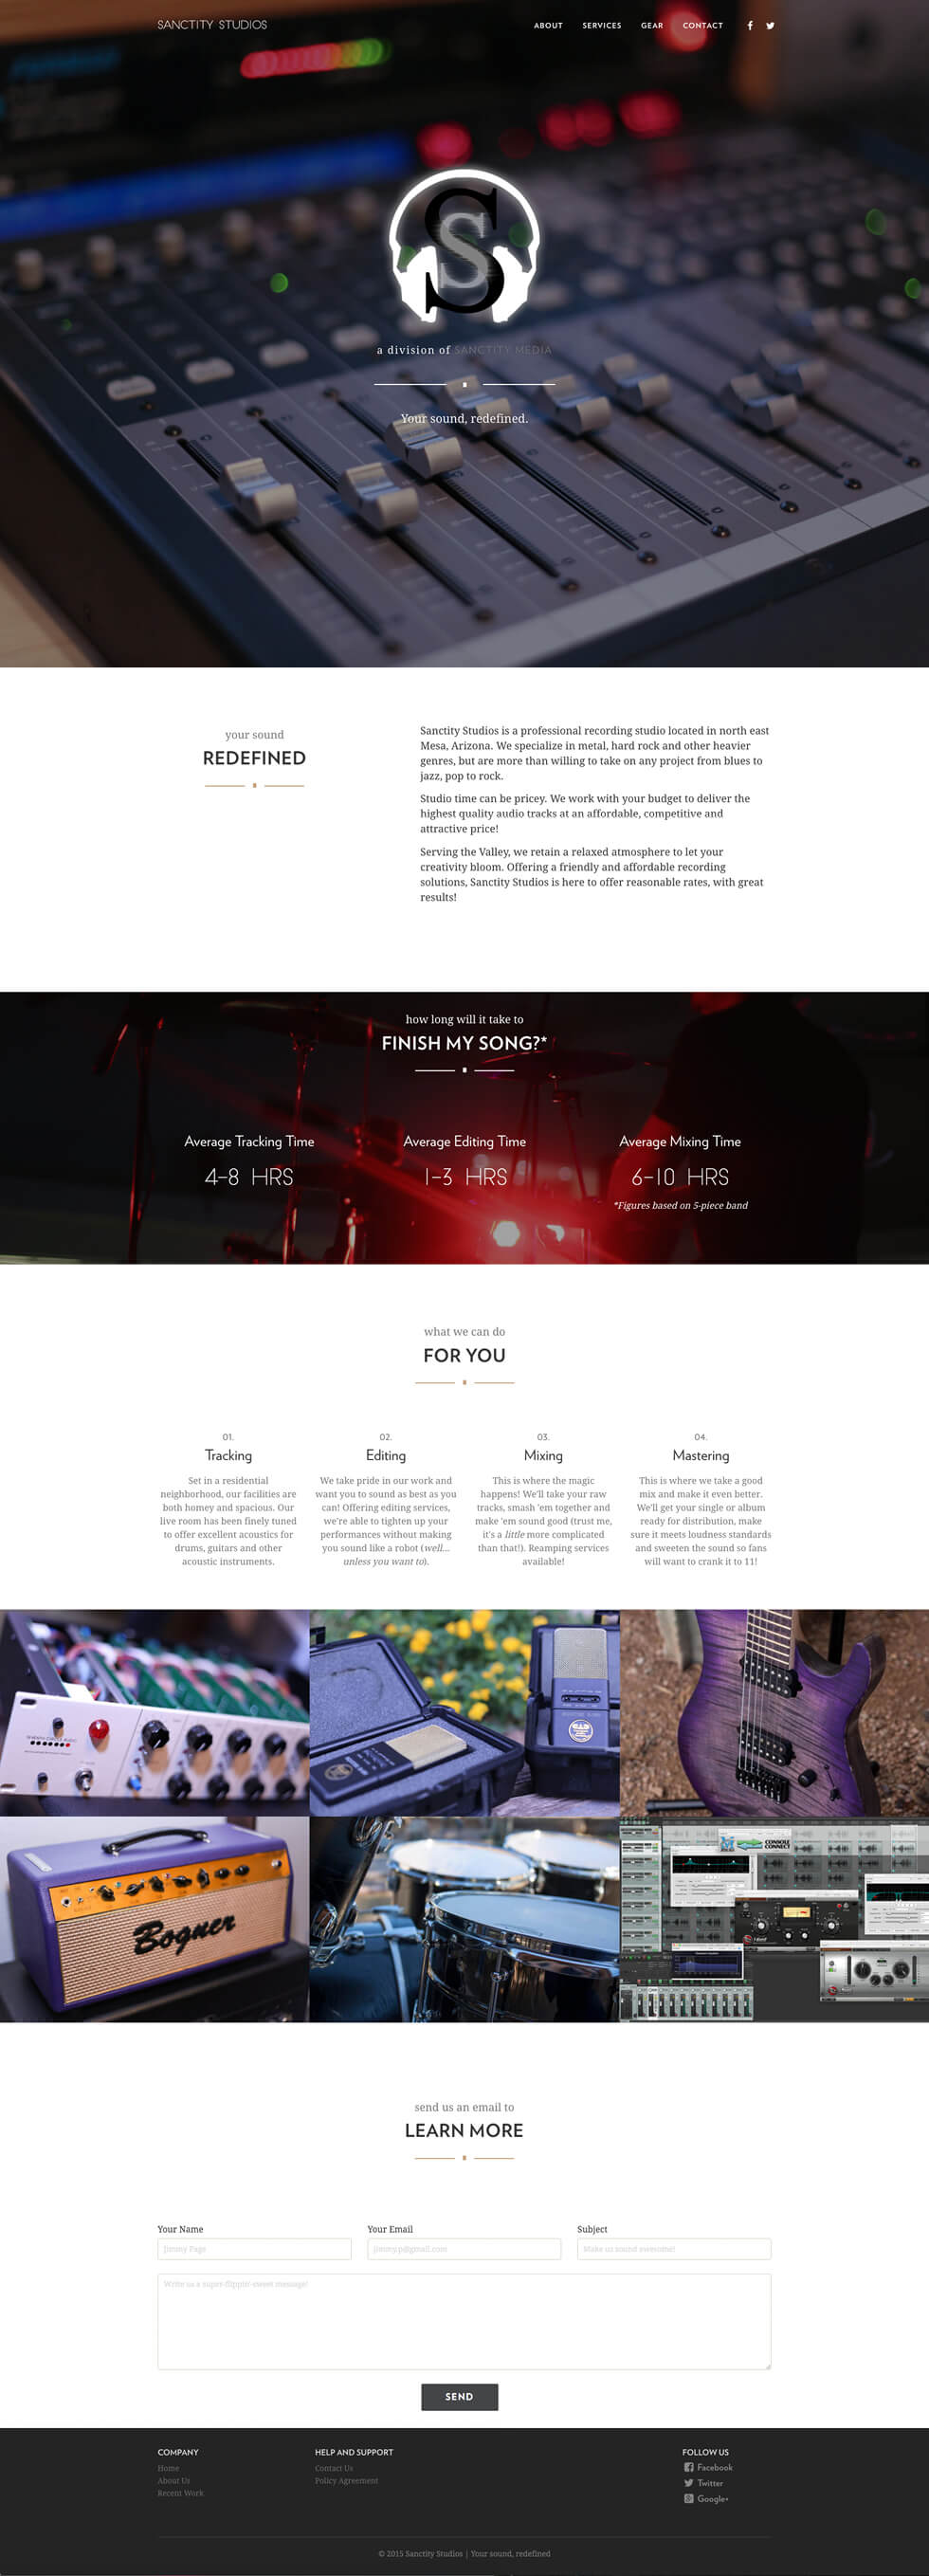 SANCTITY STUDIOS
ABOUT SERVICES GEAR CONTACT
S
a division of SANCTITY MEDIA
Your sound, redefined.
your sound
REDEFINED
Sanctity Studios is a professional recording studio located in north east
Mesa, Arizona. We specialize in metal, hard rock and other heavier
genres, but are more than willing to take on any project from blues to
jazz, pop to rock.
Studio time can be pricey. We work with your budget to deliver the
highest quality audio tracks at an affordable, competitive and
attractive price!
Serving the Valley, we retain a relaxed atmosphere to let your
creativity bloom. Offering a friendly and affordable recording
solutions, Sanctity Studios is here to offer reasonable rates, with great
results!
how long will it take to
FINISH MY SONG?*
Average Tracking Time
4-8 HRS
Average Editing Time
1-3 HRS
Average Mixing Time
6-10 HRS
*Figures based on 5-piece band
what we can do
FOR YOU
01.
Tracking
Set in a residential
neighborhood, our facilities are
both homey and spacious. Our
live room has been finely tuned
to offer excellent acoustics for
drums, guitars and other
acoustic instruments.
02.
Editing
We take pride in our work and
want you to sound as best as you
can! Offering editing services,
we're able to tighten up your
performances without making
you sound like a robot (well...
unless you want to).
03.
Mixing
This is where the magic
happens! We'll take your raw
tracks, smash 'em together and
make 'em sound good (trust me,
it's a little more complicated
than that!). Reamping services
available!
04.
Mastering
This is where we take a good
mix and make it even better.
We'll get your single or album
ready for distribution, make
sure it meets loudness standards
and sweeten the sound so fans
will want to crank it to 11!
CAD
Bogner
CONSOLE
CONNECT
send us an email to
LEARN MORE
Your Name
Jimmy Page
Your Email
jimmy.p@gmail.com
Subject
Make us sound awesome!
Write us a super-flippin'-sweet message!
SEND
COMPANY
Home
About Us
Recent Work
HELP AND SUPPORT
Contact Us
Policy Agreement
FOLLOW US
Facebook
Twitter
Google+
© 2015 Sanctity Studios | Your sound, redefined